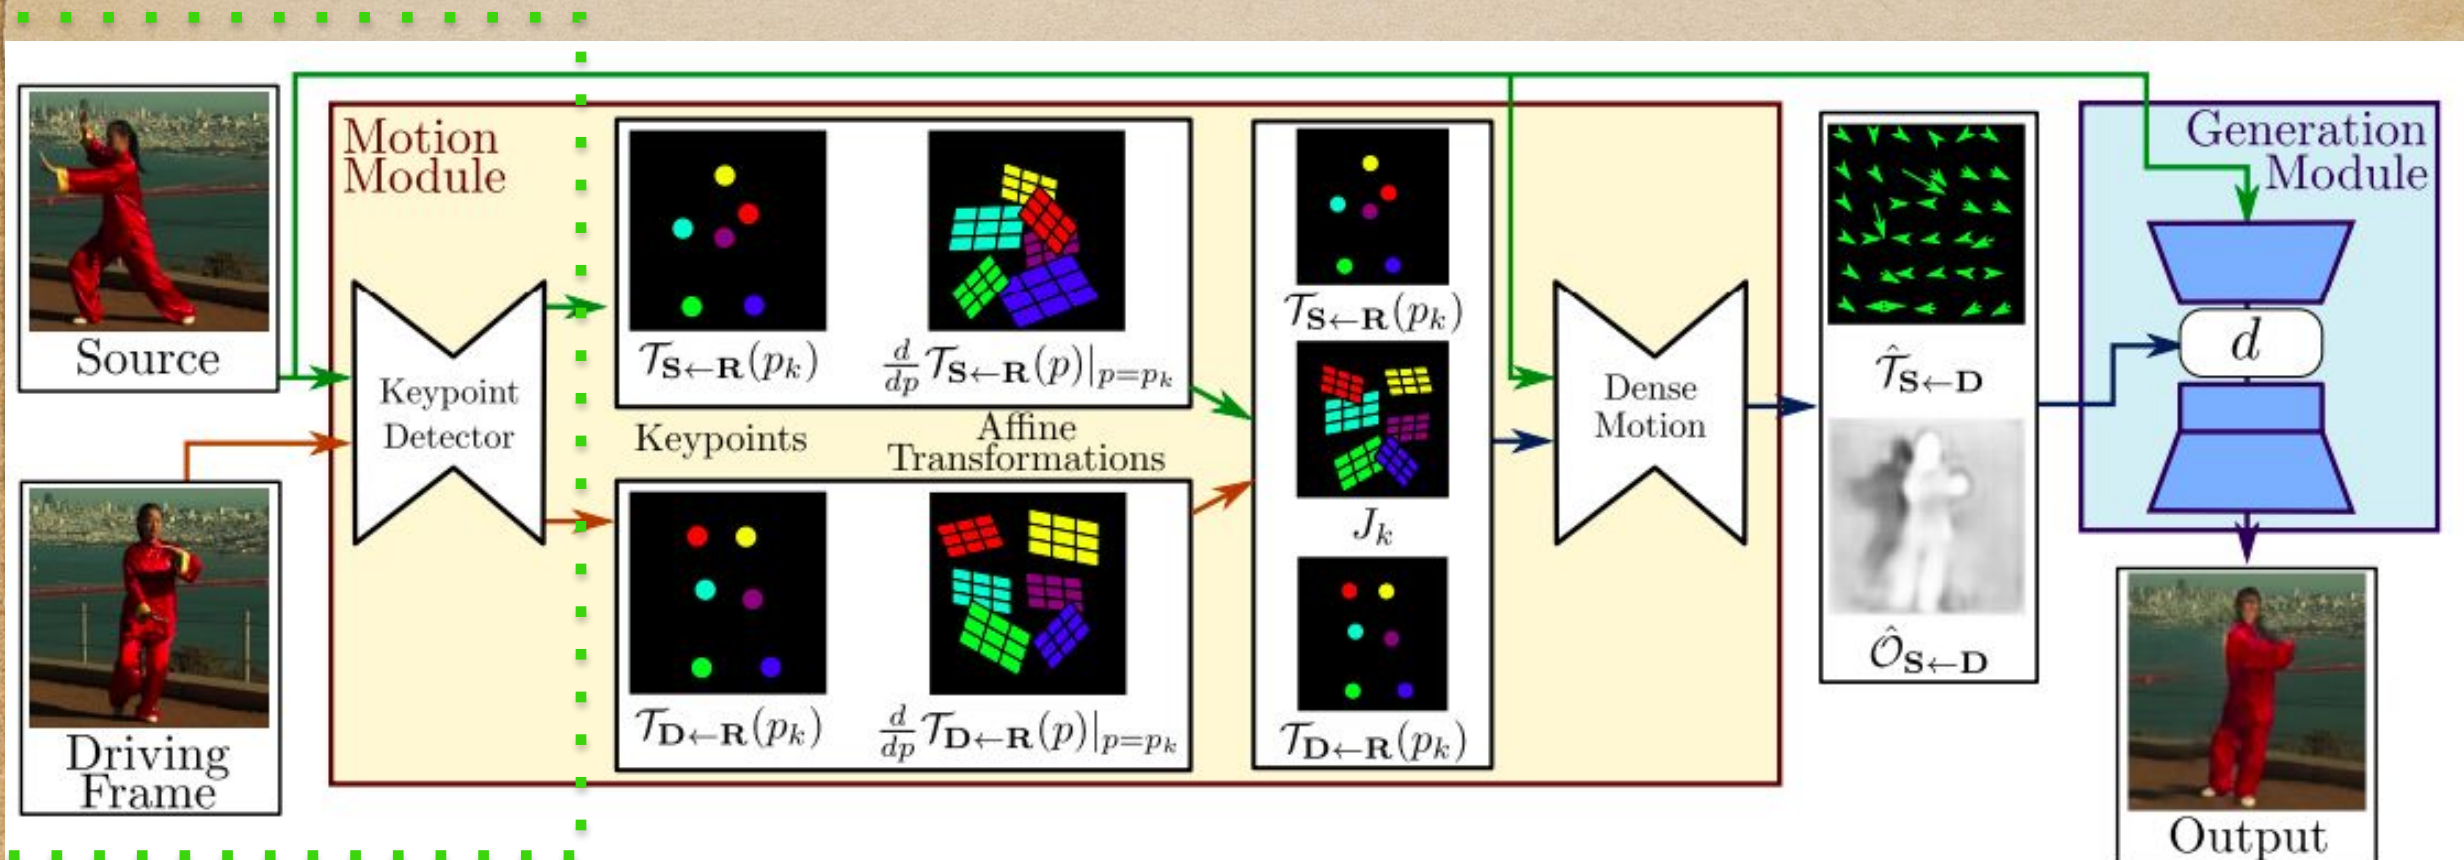 Source
Driving
Frame
Motion
Module
Keypoint
Detector
𝒯S←R(pk)
d/dp 𝒯S←R(p)|p=pk
Keypoints
Affine
Transformations
𝒯D←R(pk)
d/dp 𝒯D←R(p)|p=pk
𝒯S←R(pk)
Jk
𝒯D←R(pk)
Dense
Motion
𝒯̂S←D
𝒪̂S←D
Generation
Module
d
Output